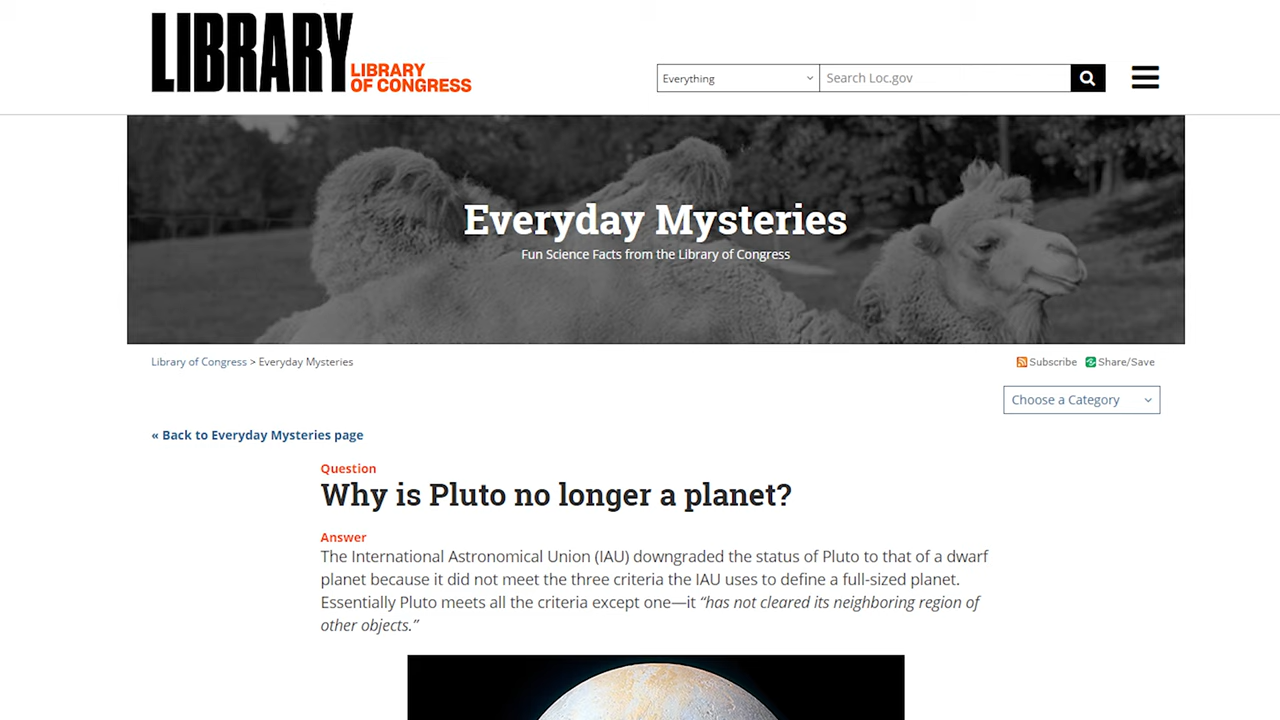 LIBRARY
LIBRARY
OF CONGRESS
Everything
Search Loc.gov
Everyday Mysteries
Fun Science Facts from the Library of Congress
Library of Congress > Everyday Mysteries
Subscribe Share/Save
Choose a Category
« Back to Everyday Mysteries page
Question
Why is Pluto no longer a planet?
Answer
The International Astronomical Union (IAU) downgraded the status of Pluto to that of a dwarf
planet because it did not meet the three criteria the IAU uses to define a full-sized planet.
Essentially Pluto meets all the criteria except one—it “has not cleared its neighboring region of
other objects.”